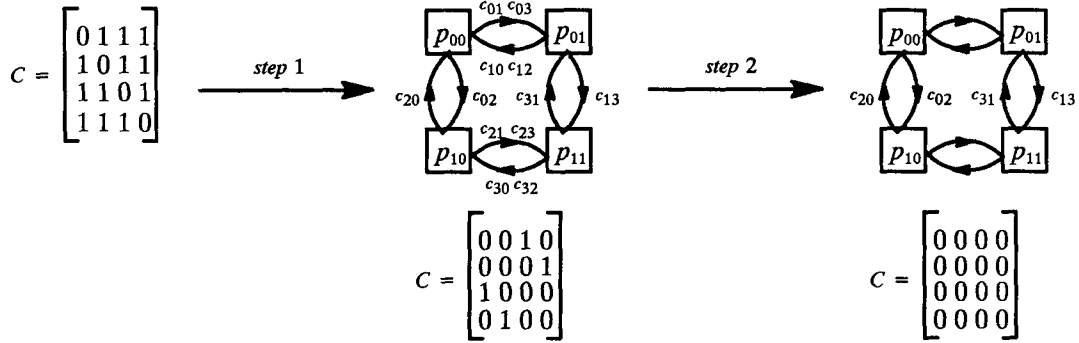 C = [0 1 1 1
1 0 1 1
1 1 0 1
1 1 1 0]
step 1
c01 c03
p00 p01
c10 c12
c20 c02 c31 c13
c21 c23
p10 p11
c30 c32
C = [0 0 1 0
0 0 0 1
1 0 0 0
0 1 0 0]
step 2
p00 p01
c20 c02 c31 c13
p10 p11
C = [0 0 0 0
0 0 0 0
0 0 0 0
0 0 0 0]